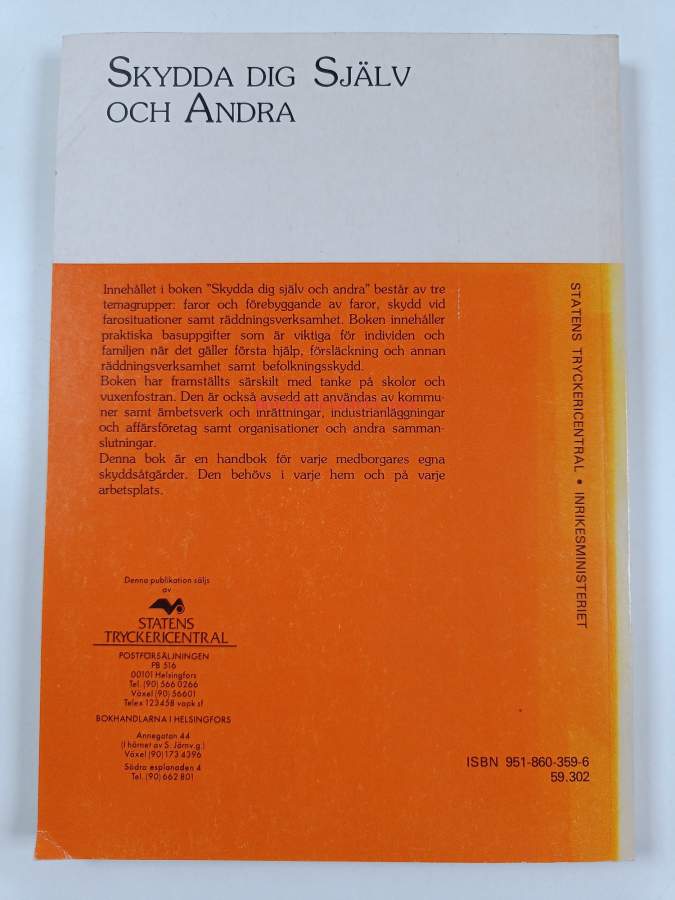 SKYDDA DIG SJÄLV
OCH ANDRA
Innehållet i boken "Skydda dig själv och andra" består av tre
temagrupper: faror och förebyggande av faror, skydd vid
farosituationer samt räddningsverksamhet. Boken innehåller
praktiska basuppgifter som är viktiga för individen och
familjen när det gäller första hjälp, försläckning och annan
räddningsverksamhet samt befolkningsskydd.
Boken har framställts särskilt med tanke på skolor och
vuxenfostran. Den är också avsedd att användas av kommu-
ner samt ämbetsverk och inrättningar, industrianläggningar
och affärsföretag samt organisationer och andra samman-
slutningar.
Denna bok är en handbok för varje medborgares egna
skyddsåtgärder. Den behövs i varje hem och på varje
arbetsplats.
STATENS TRYCKERICENTRAL • INRIKESMINISTERIET
Denna publikation säljs
av
STATENS
TRYCKERICENTRAL
POSTFÖRSÄLJNINGEN
PB 516
00101 Helsingfors
Tel. (90) 566 0266
Växel (90) 56601
Telex 123458 vapk sf
BOKHANDLARNA I HELSINGFORS
Annegatan 44
(I hörnet av S. Järnv.g.)
Växel (90) 173 4396
Södra esplanaden 4
Tel. (90) 662 801
ISBN 951-860-359-6
59.302